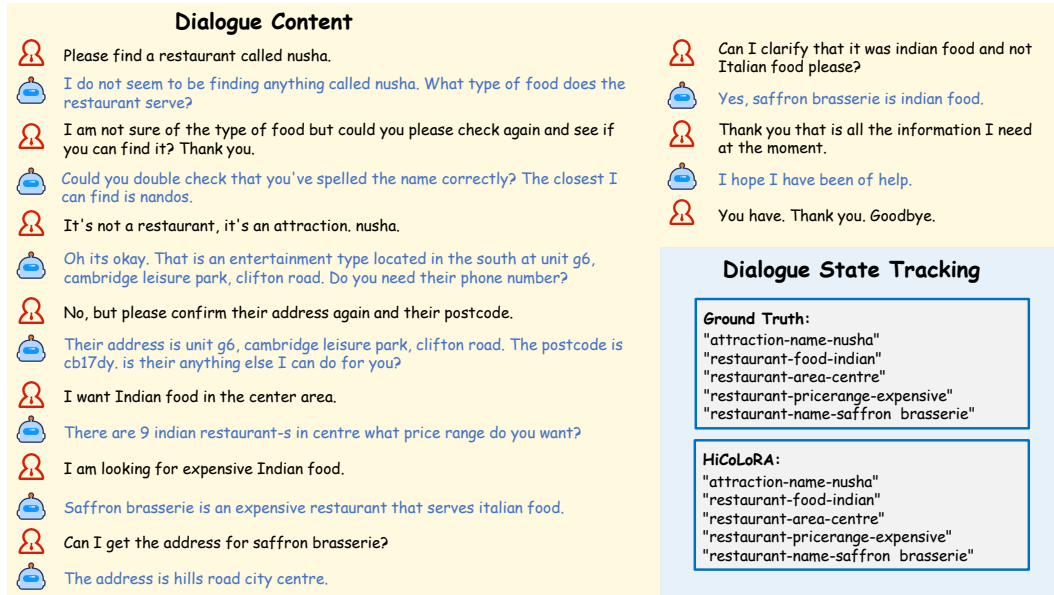 Dialogue Content
Please find a restaurant called nusha.
I do not seem to be finding anything called nusha. What type of food does the
restaurant serve?
I am not sure of the type of food but could you please check again and see if
you can find it? Thank you.
Could you double check that you've spelled the name correctly? The closest I
can find is nandos.
It's not a restaurant, it's an attraction. nusha.
Oh its okay. That is an entertainment type located in the south at unit g6,
cambridge leisure park, clifton road. Do you need their phone number?
No, but please confirm their address again and their postcode.
Their address is unit g6, cambridge leisure park, clifton road. The postcode is
cb17dy. is their anything else I can do for you?
I want Indian food in the center area.
There are 9 indian restaurant-s in centre what price range do you want?
I am looking for expensive Indian food.
Saffron brasserie is an expensive restaurant that serves italian food.
Can I get the address for saffron brasserie?
The address is hills road city centre.
Can I clarify that it was indian food and not
Italian food please?
Yes, saffron brasserie is indian food.
Thank you that is all the information I need
at the moment.
I hope I have been of help.
You have. Thank you. Goodbye.
Dialogue State Tracking
Ground Truth:
"attraction-name-nusha"
"restaurant-food-indian"
"restaurant-area-centre"
"restaurant-pricerange-expensive"
"restaurant-name-saffron brasserie"
HiCoLoRA:
"attraction-name-nusha"
"restaurant-food-indian"
"restaurant-area-centre"
"restaurant-pricerange-expensive"
"restaurant-name-saffron brasserie"